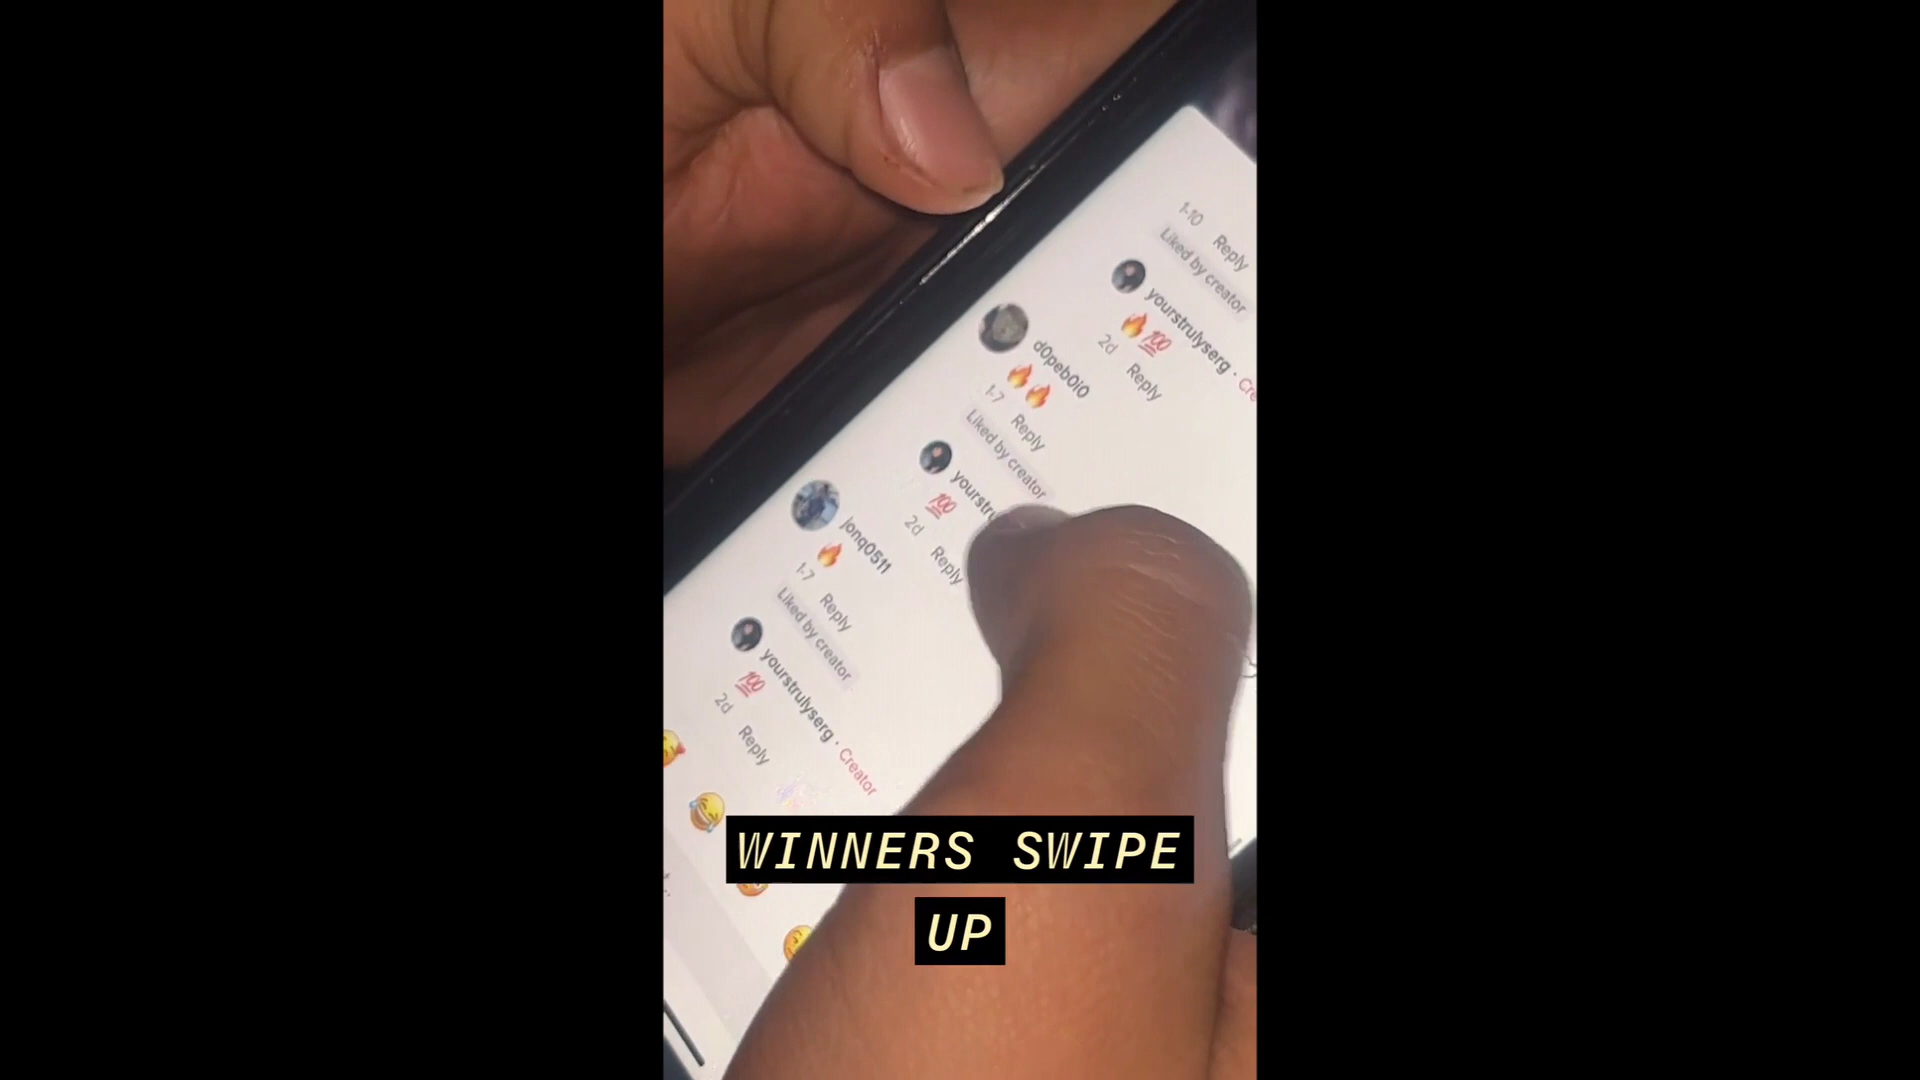 1-10 Reply
Liked by creator
yourstrulyserg ·
🔥💯
2d Reply
d0peb0i0
🔥🔥
1-7 Reply
Liked by creator
💯
2d Reply
jonq0511
🔥
1-7 Reply
Liked by creator
yourstrulyserg · Creator
💯
2d Reply
WINNERS SWIPE
UP